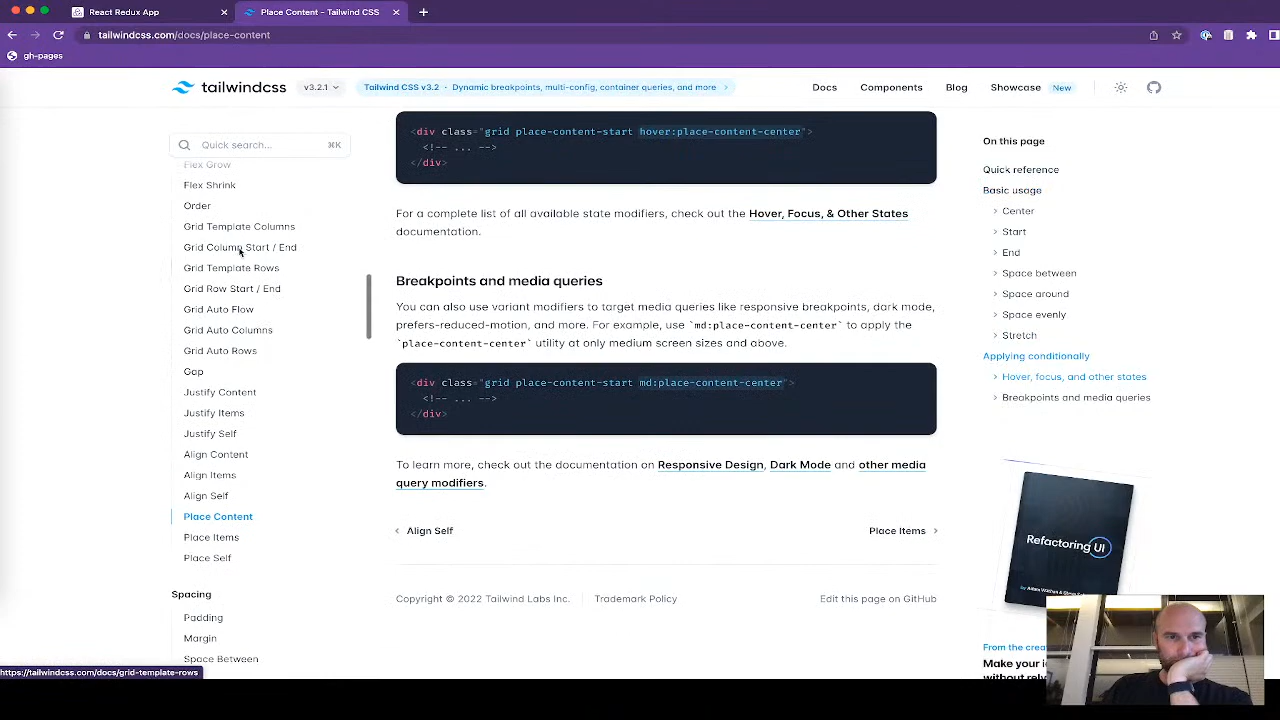 React Redux App
Place Content - Tailwind CSS
tailwindcss.com/docs/place-content
gh-pages
tailwindcss
v3.2.1
Tailwind CSS v3.2 · Dynamic breakpoints, multi-config, container queries, and more
Docs
Components
Blog
Showcase
New
Quick search...
⌘K
Flex Grow
Flex Shrink
Order
Grid Template Columns
Grid Column Start / End
Grid Template Rows
Grid Row Start / End
Grid Auto Flow
Grid Auto Columns
Grid Auto Rows
Gap
Justify Content
Justify Items
Justify Self
Align Content
Align Items
Align Self
Place Content
Place Items
Place Self
Spacing
Padding
Margin
Space Between
https://tailwindcss.com/docs/grid-template-rows
<div class="grid place-content-start hover:place-content-center">
<!-- ... -->
</div>
For a complete list of all available state modifiers, check out the Hover, Focus, & Other States
documentation.
Breakpoints and media queries
You can also use variant modifiers to target media queries like responsive breakpoints, dark mode,
prefers-reduced-motion, and more. For example, use `md:place-content-center` to apply the
`place-content-center` utility at only medium screen sizes and above.
<div class="grid place-content-start md:place-content-center">
<!-- ... -->
</div>
To learn more, check out the documentation on Responsive Design, Dark Mode and other media
query modifiers.
Align Self
Place Items
Copyright © 2022 Tailwind Labs Inc.
Trademark Policy
Edit this page on GitHub
On this page
Quick reference
Basic usage
Center
Start
End
Space between
Space around
Space evenly
Stretch
Applying conditionally
Hover, focus, and other states
Breakpoints and media queries
Refactoring UI
From the crea
Make your i
without rely